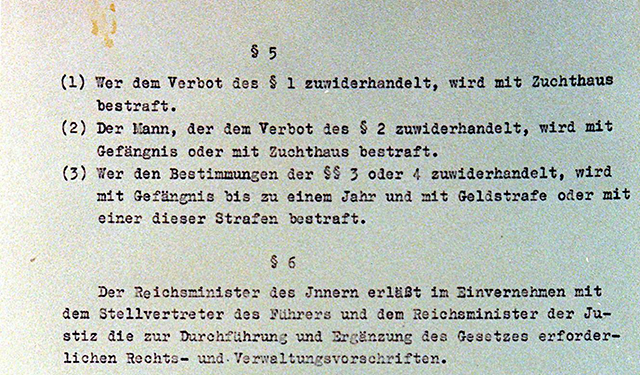 § 5
(1) Wer dem Verbot des § 1 zuwiderhandelt, wird mit Zuchthaus
bestraft.
(2) Der Mann, der dem Verbot des § 2 zuwiderhandelt, wird mit
Gefängnis oder mit Zuchthaus bestraft.
(3) Wer den Bestimmungen der §§ 3 oder 4 zuwiderhandelt, wird
mit Gefängnis bis zu einem Jahr und mit Geldstrafe oder mit
einer dieser Strafen bestraft.
§ 6
Der Reichsminister des Jnnern erläßt im Einvernehmen mit
dem Stellvertreter des Führers und dem Reichsminister der Ju-
stiz die zur Durchführung und Ergänzung des Gesetzes erforder-
lichen Rechts- und Verwaltungsvorschriften.